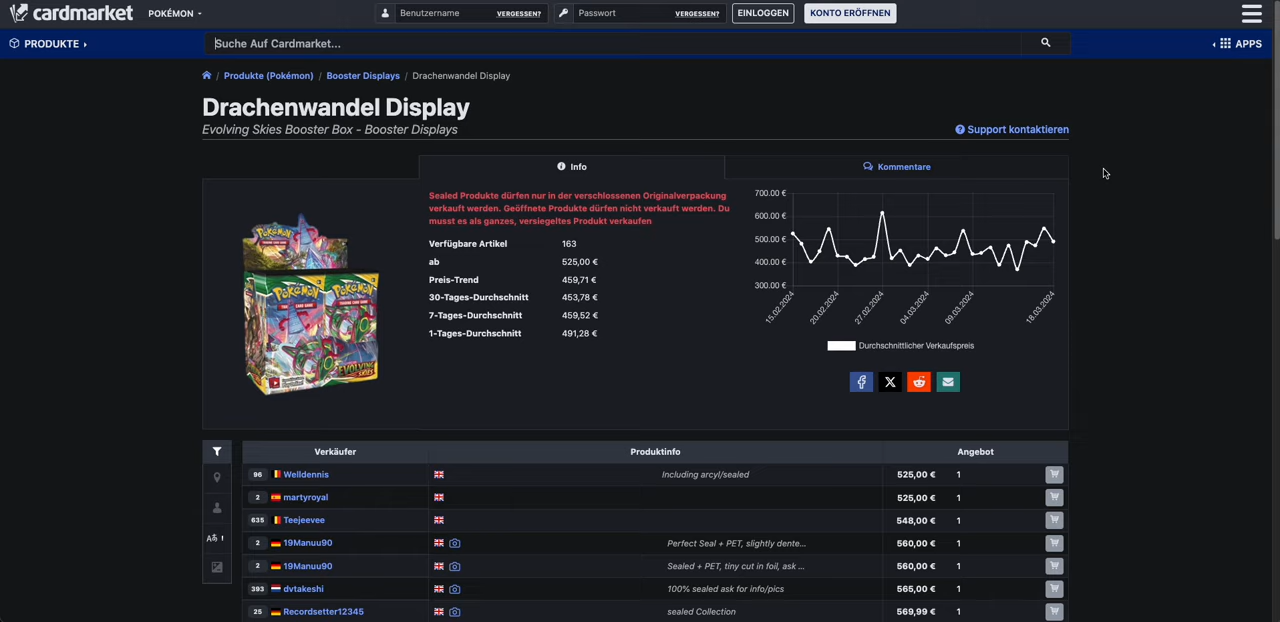 cardmarket POKÉMON Benutzername VERGESSEN? Passwort VERGESSEN? EINLOGGEN KONTO ERÖFFNEN
PRODUKTE Suche Auf Cardmarket... APPS
/ Produkte (Pokémon) / Booster Displays / Drachenwandel Display
Drachenwandel Display
Evolving Skies Booster Box - Booster Displays
Support kontaktieren
Info
Kommentare
Sealed Produkte dürfen nur in der verschlossenen Originalverpackung
verkauft werden. Geöffnete Produkte dürfen nicht verkauft werden. Du
musst es als ganzes, versiegeltes Produkt verkaufen
Verfügbare Artikel 163
ab 525,00 €
Preis-Trend 459,71 €
30-Tages-Durchschnitt 453,78 €
7-Tages-Durchschnitt 459,52 €
1-Tages-Durchschnitt 491,28 €
700.00 €
600.00 €
500.00 €
400.00 €
300.00 €
15.02.2024
20.02.2024
27.02.2024
04.03.2024
09.03.2024
18.03.2024
Durchschnittlicher Verkaufspreis
Pokémon
Pokémon
Pokémon
EVOLVING SKIES
Verkäufer Produktinfo Angebot
96 Welldennis Including arcyl/sealed 525,00 € 1
2 martyroyal 525,00 € 1
635 Teejeevee 548,00 € 1
2 19Manuu90 Perfect Seal + PET, slightly dente... 560,00 € 1
2 19Manuu90 Sealed + PET, tiny cut in foil, ask ... 560,00 € 1
393 dvtakeshi 100% sealed ask for info/pics 565,00 € 1
25 Recordsetter12345 sealed Collection 569,99 € 1